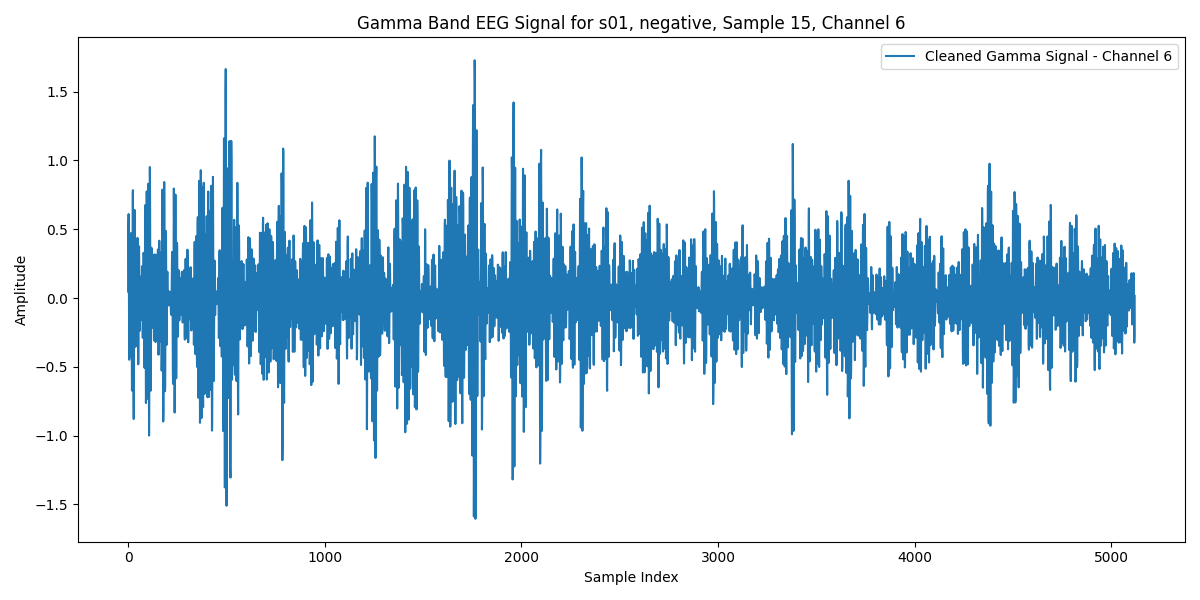 Gamma Band EEG Signal for s01, negative, Sample 15, Channel 6
Cleaned Gamma Signal - Channel 6
Amplitude
1.5
1.0
0.5
0.0
−0.5
−1.0
−1.5
0 1000 2000 3000 4000 5000
Sample Index